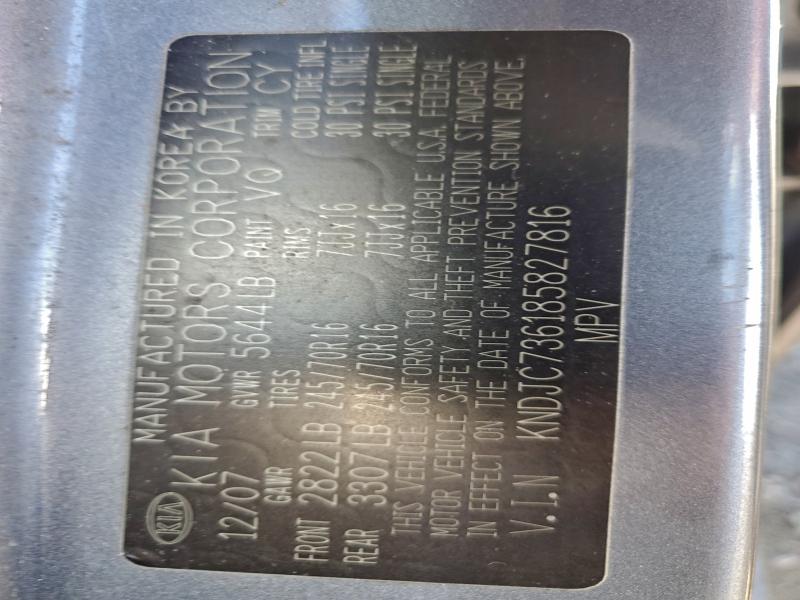 KIA
MANUFACTURED IN KOREA BY
KIA MOTORS CORPORATION
12/07 GVWR 5644LB PAINT VQ TRIM CY
GAWR TIRES RIMS COLD TIRE INFL
FRONT 2822LB 245/70R16 7JJx16 30 PSI SINGLE
REAR 3307LB 245/70R16 7JJx16 30 PSI SINGLE
THIS VEHICLE CONFORMS TO ALL APPLICABLE U.S.A. FEDERAL
MOTOR VEHICLE SAFETY AND THEFT PREVENTION STANDARDS
IN EFFECT ON THE DATE OF MANUFACTURE SHOWN ABOVE.
V.I.N KNDJC736185827816
MPV